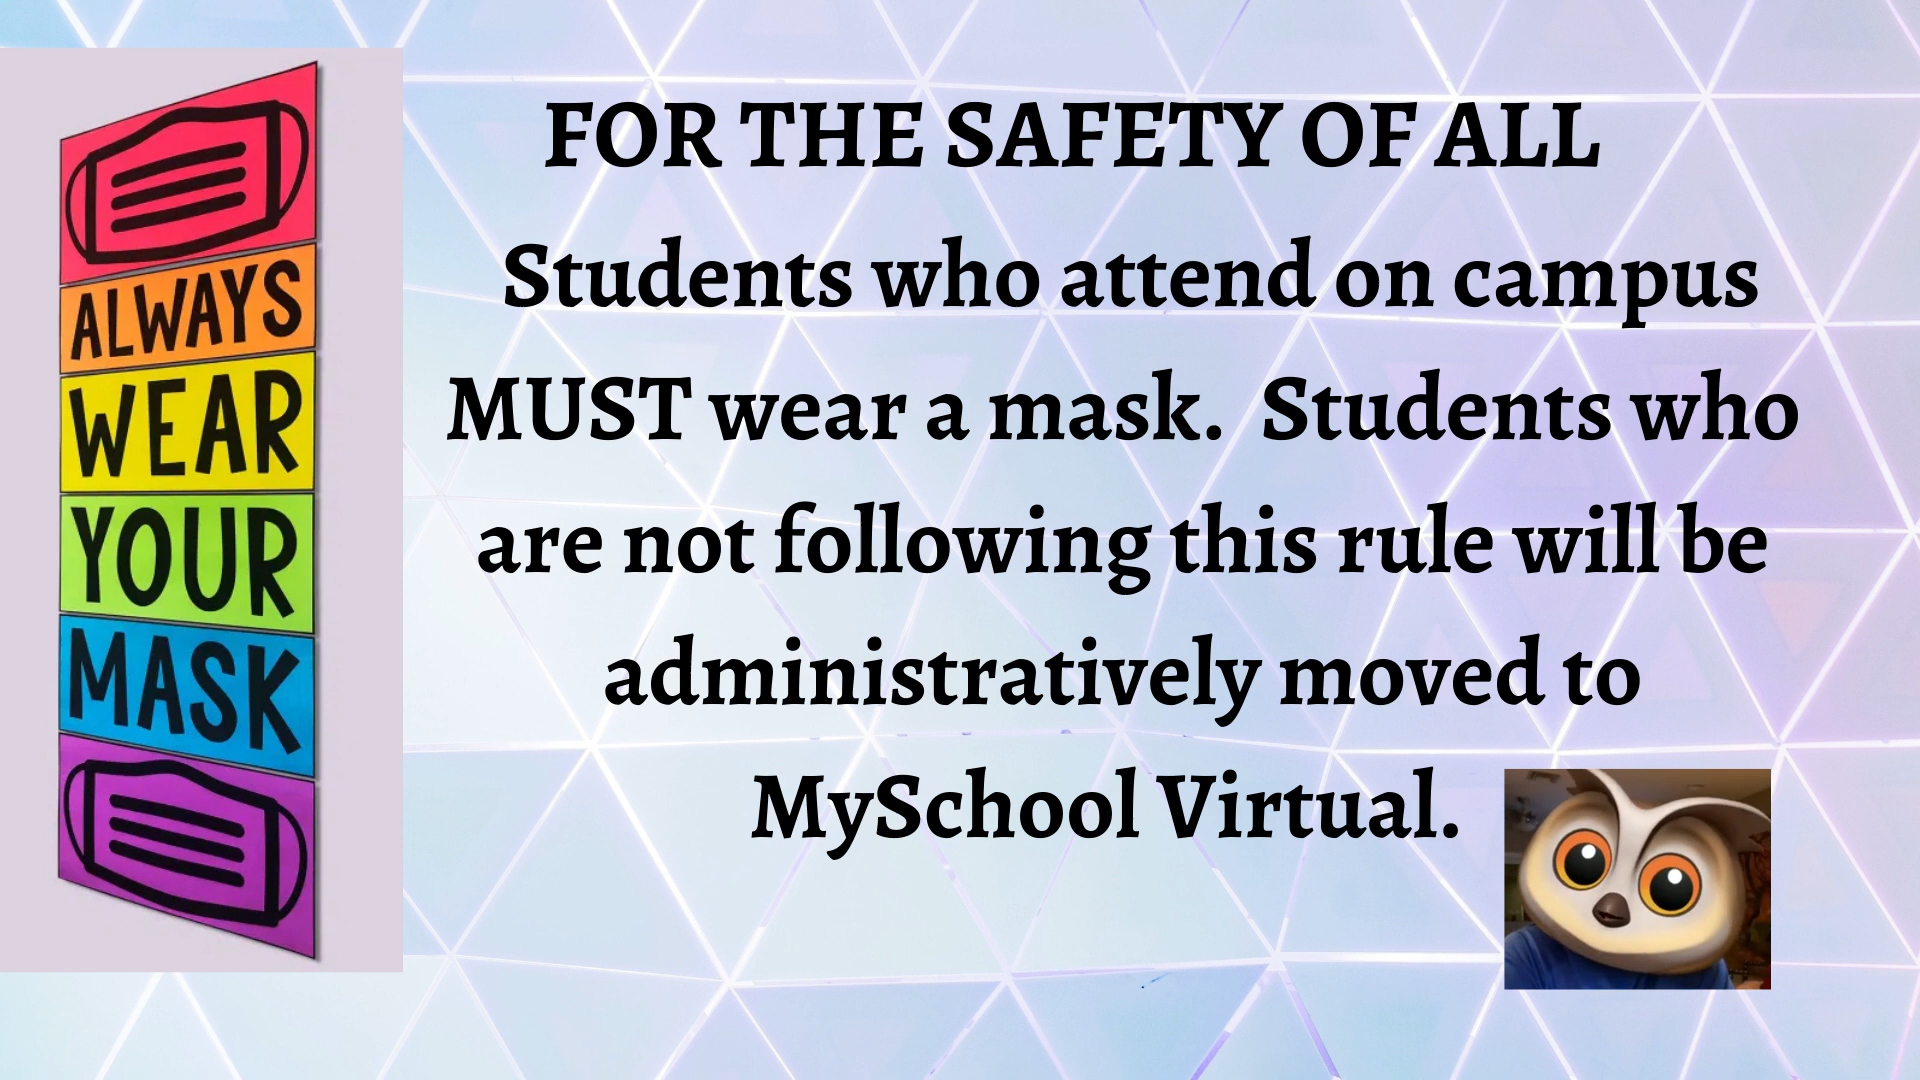 ALWAYS
WEAR
YOUR
MASK
FOR THE SAFETY OF ALL
Students who attend on campus
MUST wear a mask.  Students who
are not following this rule will be
administratively moved to
MySchool Virtual.